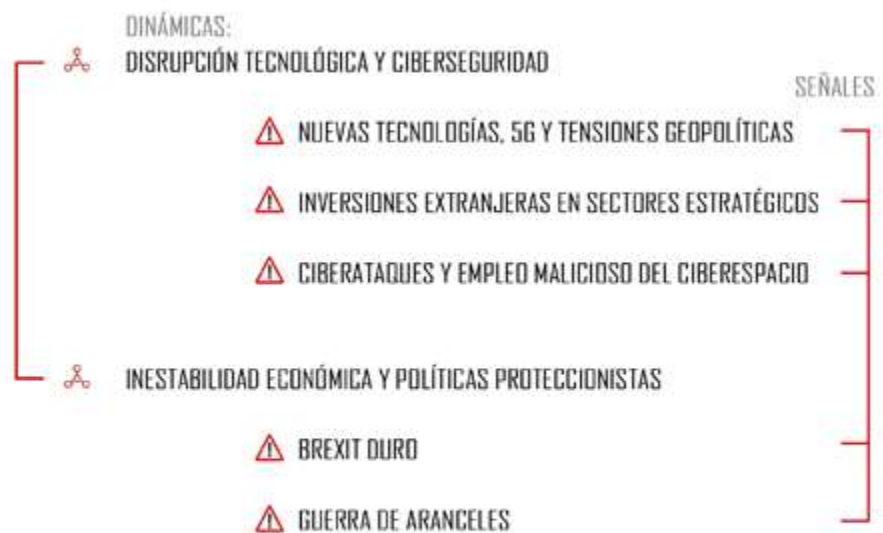 DINÁMICAS:
DISRUPCIÓN TECNOLÓGICA Y CIBERSEGURIDAD
SEÑALES
NUEVAS TECNOLOGÍAS, 5G Y TENSIONES GEOPOLÍTICAS
INVERSIONES EXTRANJERAS EN SECTORES ESTRATÉGICOS
CIBERATAQUES Y EMPLEO MALICIOSO DEL CIBERESPACIO
INESTABILIDAD ECONÓMICA Y POLÍTICAS PROTECCIONISTAS
BREXIT DURO
GUERRA DE ARANCELES